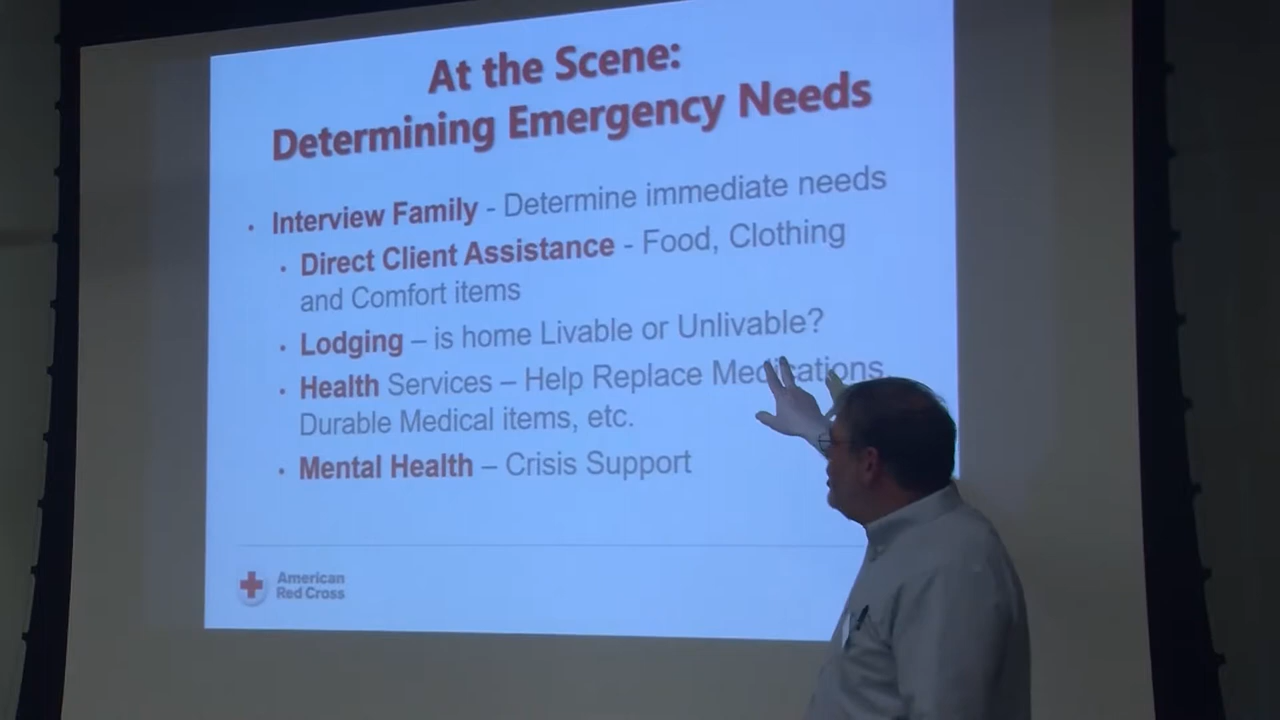 At the Scene:
Determining Emergency Needs
• Interview Family - Determine immediate needs
• Direct Client Assistance - Food, Clothing
and Comfort items
• Lodging – is home Livable or Unlivable?
• Health Services – Help Replace Medications,
Durable Medical items, etc.
• Mental Health – Crisis Support
American
Red Cross